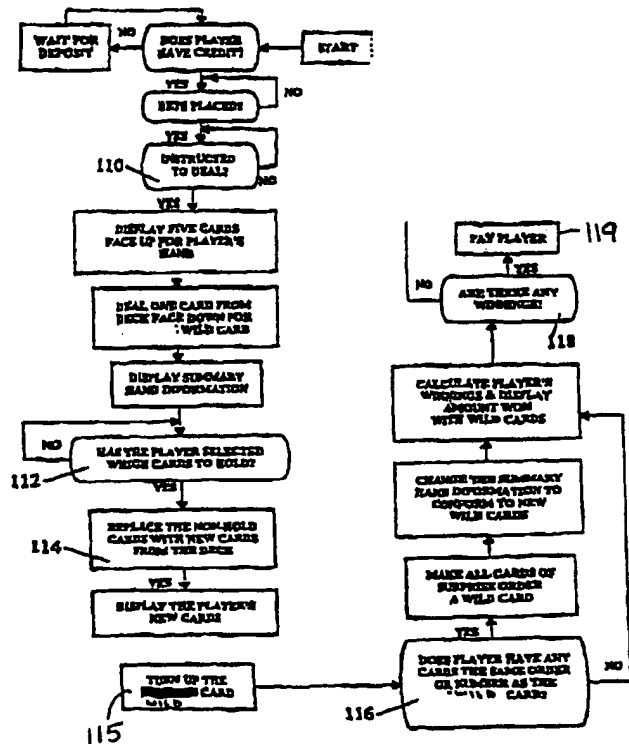 START
DOES PLAYER
HAVE CREDIT?
NO
WAIT FOR
DEPOSIT
YES
BETS PLACED?
NO
YES
110
INSTRUCTED
TO DEAL?
NO
YES
DISPLAY FIVE CARDS
FACE UP FOR PLAYER'S
HAND
DEAL ONE CARD FROM
DECK FACE DOWN FOR
WILD CARD
DISPLAY SUMMARY
HAND INFORMATION
NO
112
HAS THE PLAYER SELECTED
WHICH CARDS TO HOLD?
YES
114
REPLACE THE NON-HOLD
CARDS WITH NEW CARDS
FROM THE DECK
YES
DISPLAY THE PLAYER'S
NEW CARDS
115
TURN UP THE
CARD
WILD
116
DOES PLAYER HAVE ANY
CARDS THE SAME ORDER
OR NUMBER AS THE
WILD CARD?
NO
YES
MAKE ALL CARDS OF
SURPRISE ORDER
A WILD CARD
CHANGE THE SUMMARY
HAND INFORMATION TO
CONFORM TO NEW
WILD CARDS
CALCULATE PLAYER'S
WINNINGS & DISPLAY
AMOUNT WON
WITH WILD CARDS
118
ARE THERE ANY
WINNINGS?
NO
YES
PAY PLAYER
119